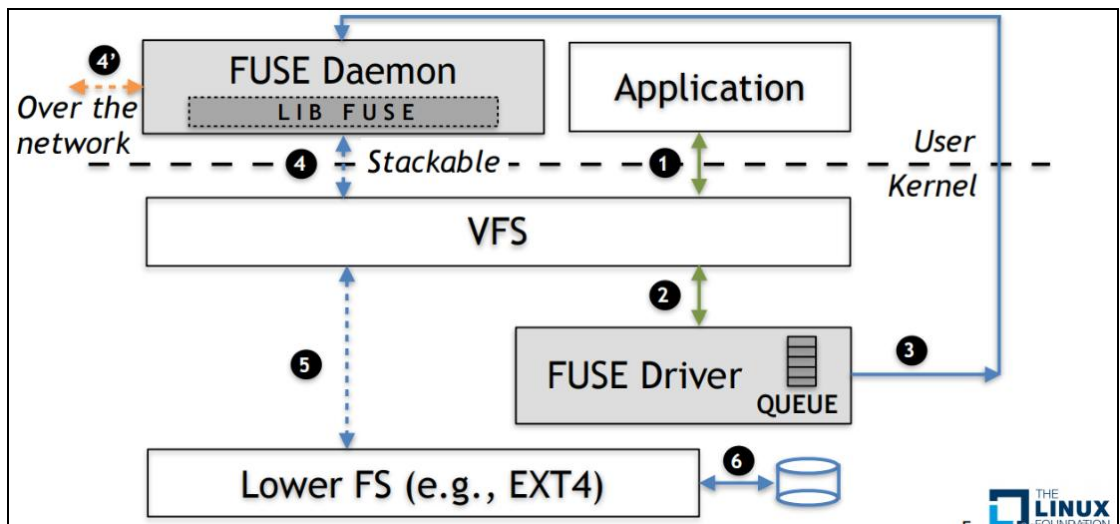 4'
FUSE Daemon
LIB FUSE
Application
Over the
network
4
Stackable
1
User
Kernel
VFS
2
5
FUSE Driver
QUEUE
3
Lower FS (e.g., EXT4)
6
THE
LINUX
FOUNDATION